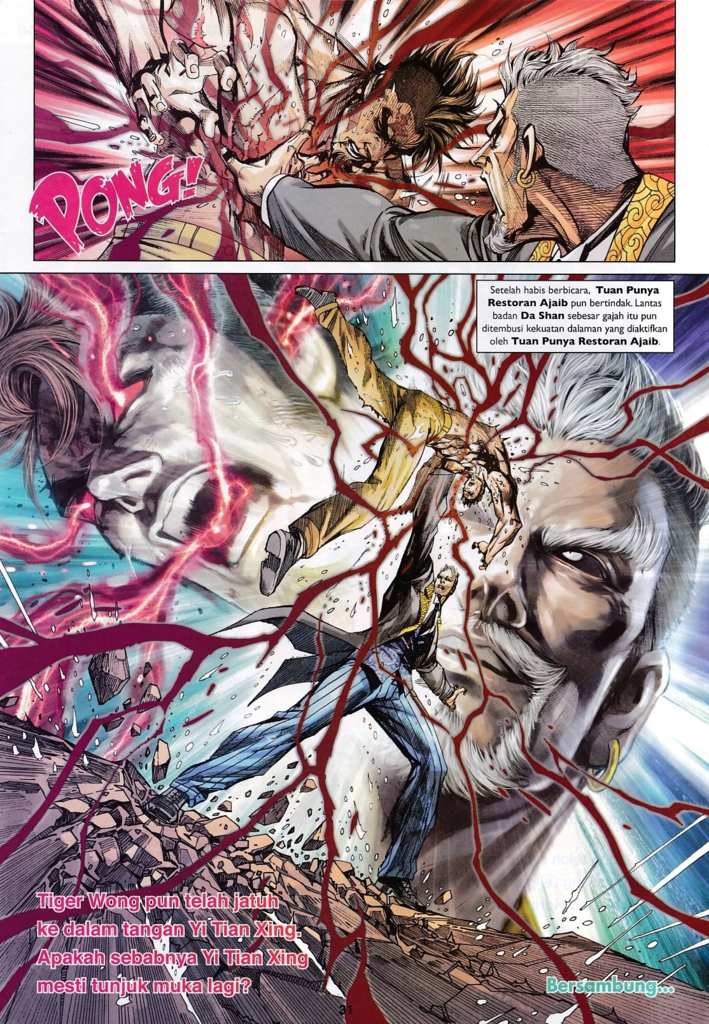 PONG!
Setelah habis berbicara, Tuan Punya
Restoran Ajaib pun bertindak. Lantas
badan Da Shan sebesar gajah itu pun
ditembusi kekuatan dalaman yang diaktifkan
oleh Tuan Punya Restoran Ajaib.
Tiger Wong pun telah jatuh
ke dalam tangan Yi Tian Xing.
Apakah sebabnya Yi Tian Xing
mesti tunjuk muka lagi?
Bersambung...
31